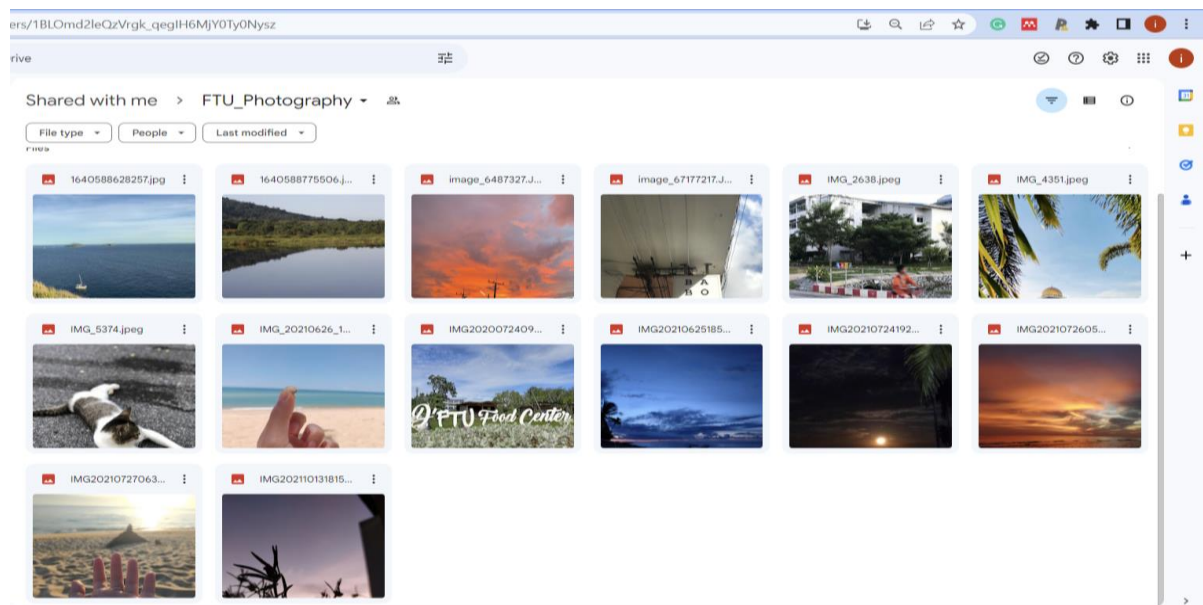 ers/1BLOmd2leQzVrgk_qegIH6MjY0Ty0Nysz
rive
Shared with me > FTU_Photography
File type People Last modified
Files
1640588628257.jpg 1640588775506.j... image_6487327.J... image_67177217.J... IMG_2638.jpeg IMG_4351.jpeg
IMG_5374.jpeg IMG_20210626_1... IMG2020072409... IMG20210625185... IMG20210724192... IMG2021072605...
D'FTU Food Center
IMG20210727063... IMG202110131815...